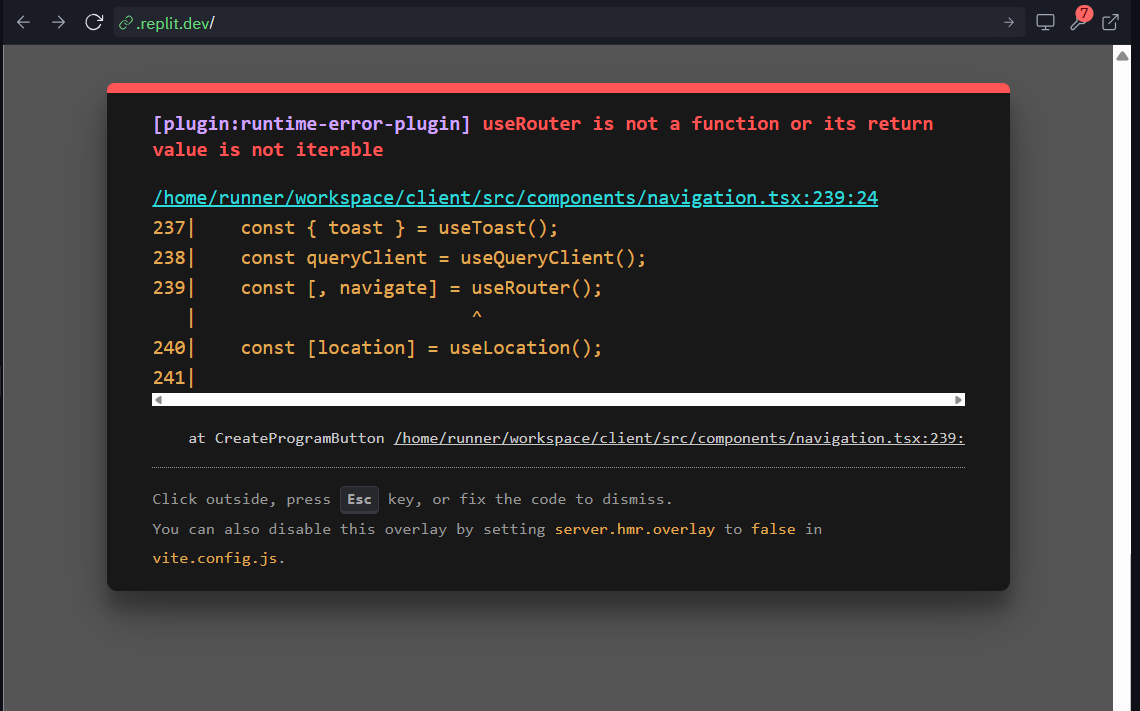 .replit.dev/
7
[plugin:runtime-error-plugin] useRouter is not a function or its return
value is not iterable
/home/runner/workspace/client/src/components/navigation.tsx:239:24
237|    const { toast } = useToast();
238|    const queryClient = useQueryClient();
239|    const [, navigate] = useRouter();
   |                         ^
240|    const [location] = useLocation();
241|
at CreateProgramButton /home/runner/workspace/client/src/components/navigation.tsx:239:
Click outside, press Esc key, or fix the code to dismiss.
You can also disable this overlay by setting server.hmr.overlay to false in
vite.config.js.